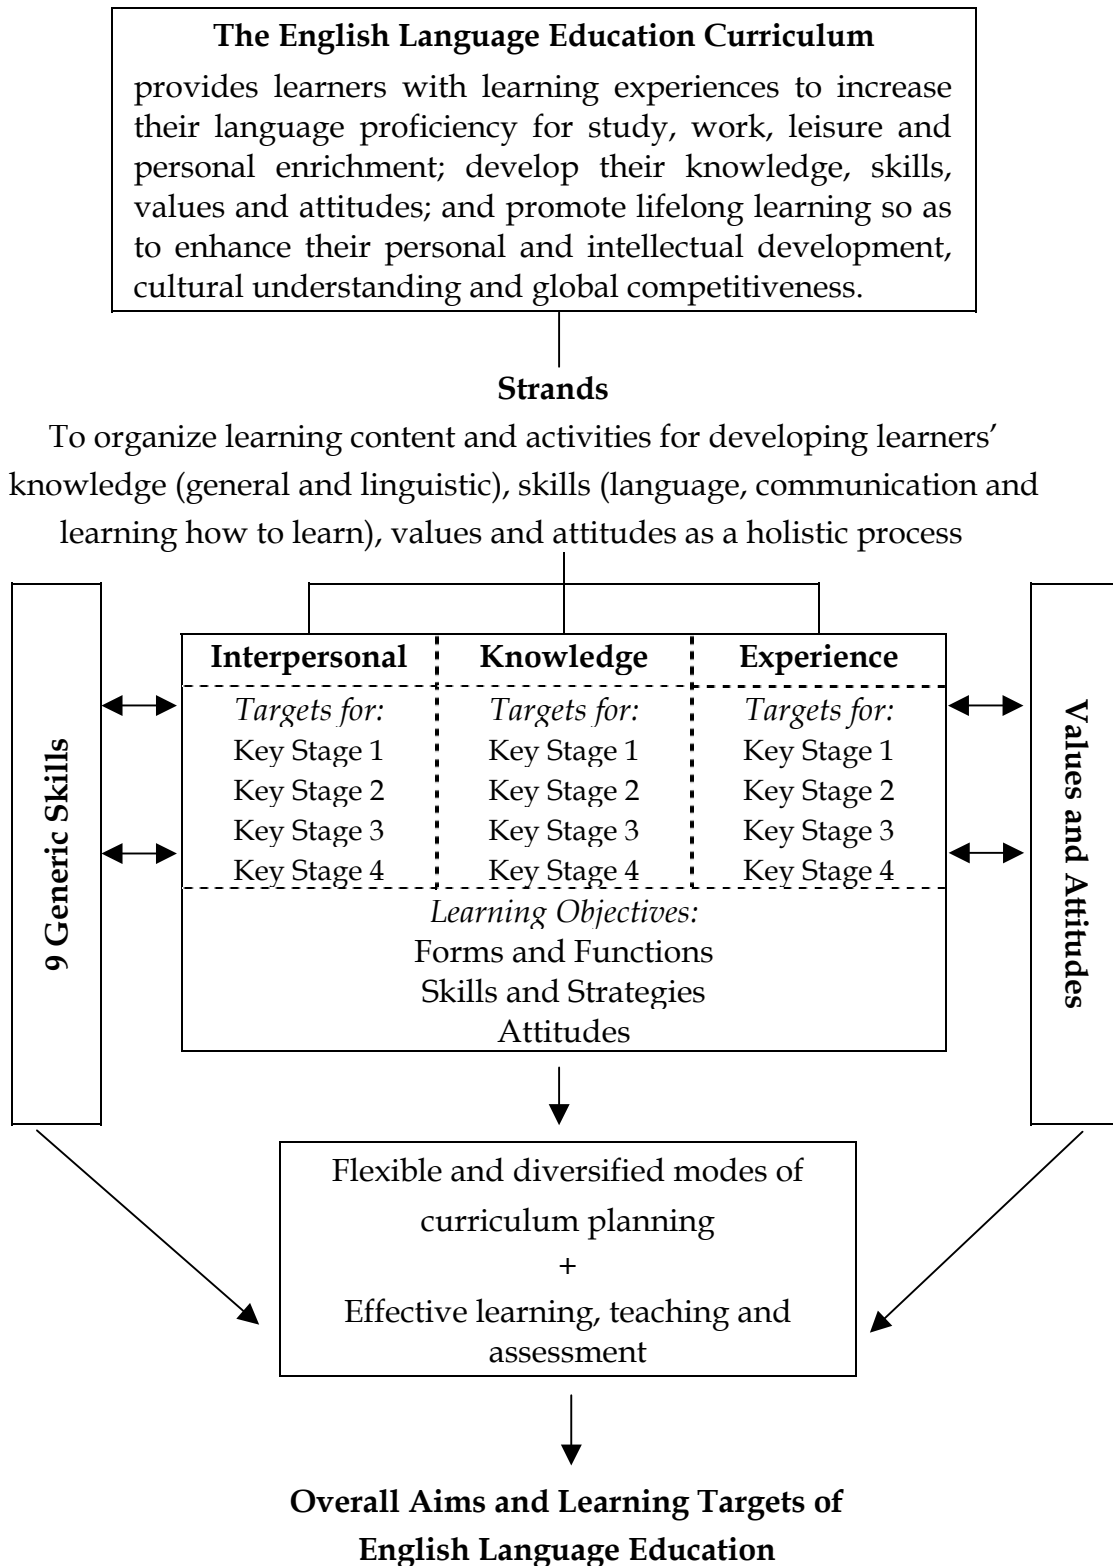 The English Language Education Curriculum
provides learners with learning experiences to increase
their language proficiency for study, work, leisure and
personal enrichment; develop their knowledge, skills,
values and attitudes; and promote lifelong learning so as
to enhance their personal and intellectual development,
cultural understanding and global competitiveness.
Strands
To organize learning content and activities for developing learners’
knowledge (general and linguistic), skills (language, communication and
learning how to learn), values and attitudes as a holistic process
9 Generic Skills
Interpersonal Knowledge Experience
Targets for: Targets for: Targets for:
Key Stage 1 Key Stage 1 Key Stage 1
Key Stage 2 Key Stage 2 Key Stage 2
Key Stage 3 Key Stage 3 Key Stage 3
Key Stage 4 Key Stage 4 Key Stage 4
Learning Objectives:
Forms and Functions
Skills and Strategies
Attitudes
Values and Attitudes
Flexible and diversified modes of
curriculum planning
+
Effective learning, teaching and
assessment
Overall Aims and Learning Targets of
English Language Education